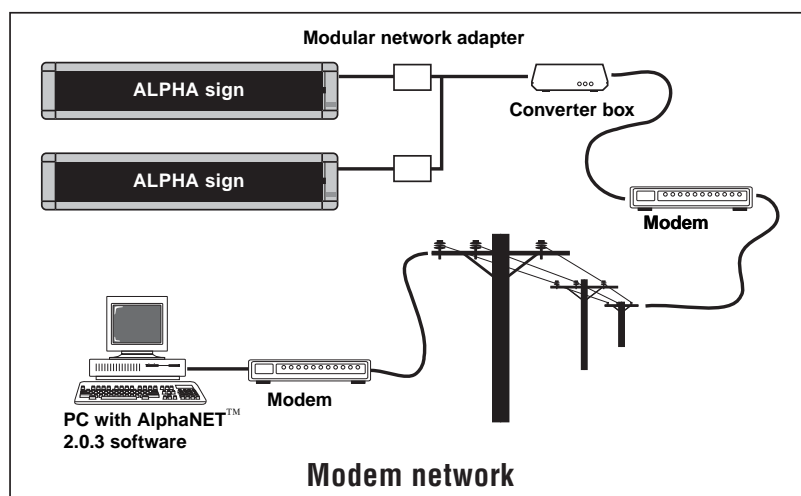 Modular network adapter
ALPHA sign
Converter box
ALPHA sign
Modem
Modem
PC with AlphaNET™
2.0.3 software
Modem network